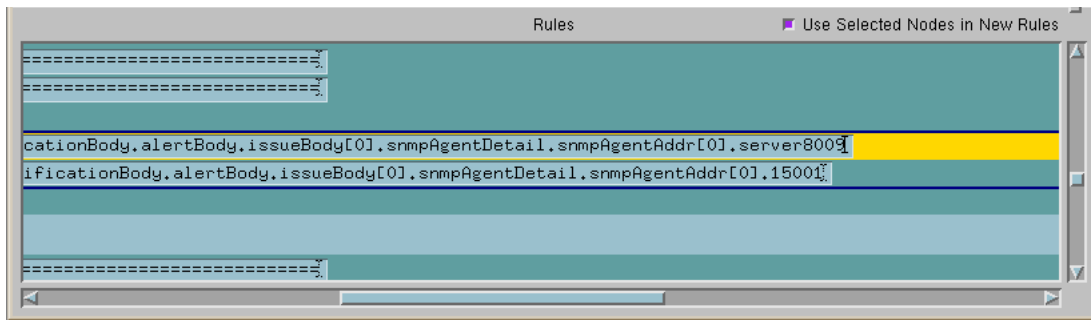 Rules Use Selected Nodes in New Rules
=============================
=============================
cationBody.alertBody.issueBody[0].snmpAgentDetail.snmpAgentAddr[0].server8009
ificationBody.alertBody.issueBody[0].snmpAgentDetail.snmpAgentAddr[0].15001
=============================